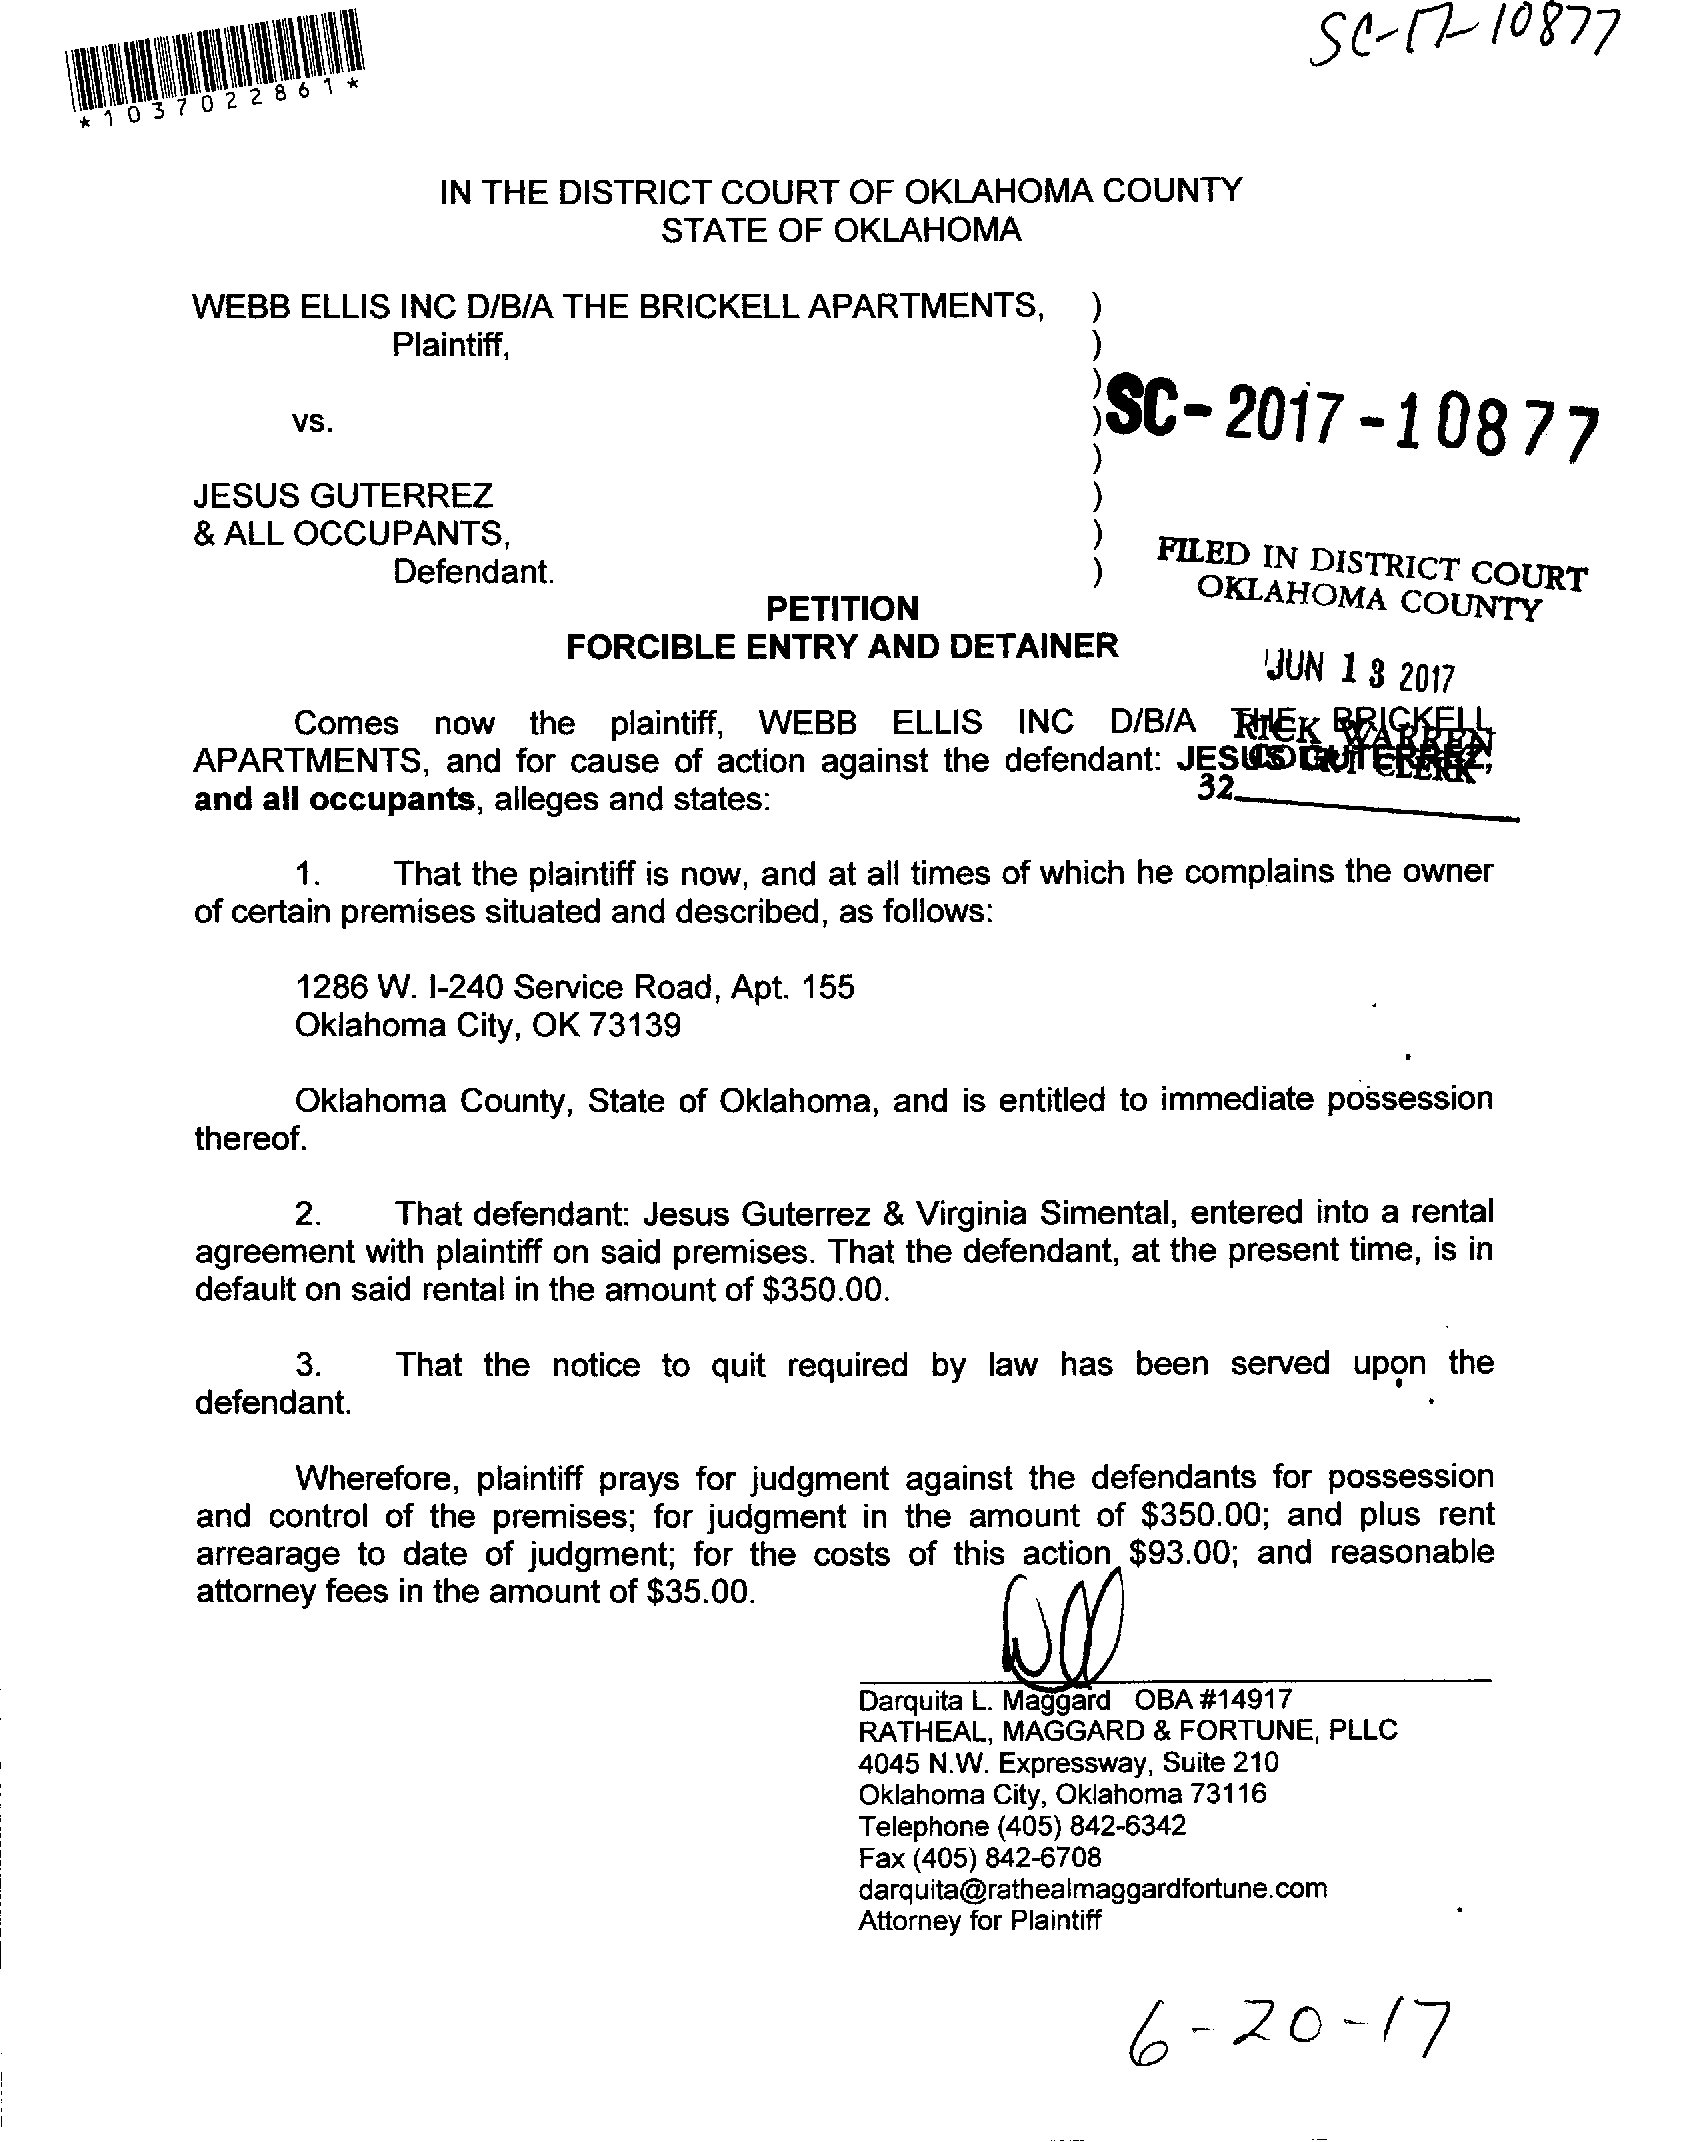 SC-17-10877
*1037022861*
IN THE DISTRICT COURT OF OKLAHOMA COUNTY
STATE OF OKLAHOMA
WEBB ELLIS INC D/B/A THE BRICKELL APARTMENTS, )
Plaintiff, )
)
vs. )
SC-2017-10877
)
JESUS GUTERREZ )
& ALL OCCUPANTS, )
Defendant. )
FILED IN DISTRICT COURT
OKLAHOMA COUNTY
PETITION
FORCIBLE ENTRY AND DETAINER
JUN 13 2017
RICK WARREN
COURT CLERK
32
Comes now the plaintiff, WEBB ELLIS INC D/B/A THE BRICKELL
APARTMENTS, and for cause of action against the defendant: JESUS GUTERREZ,
and all occupants, alleges and states:
1. That the plaintiff is now, and at all times of which he complains the owner
of certain premises situated and described, as follows:
1286 W. I-240 Service Road, Apt. 155
Oklahoma City, OK 73139
Oklahoma County, State of Oklahoma, and is entitled to immediate possession
thereof.
2. That defendant: Jesus Guterrez & Virginia Simental, entered into a rental
agreement with plaintiff on said premises. That the defendant, at the present time, is in
default on said rental in the amount of $350.00.
3. That the notice to quit required by law has been served upon the
defendant.
Wherefore, plaintiff prays for judgment against the defendants for possession
and control of the premises; for judgment in the amount of $350.00; and plus rent
arrearage to date of judgment; for the costs of this action $93.00; and reasonable
attorney fees in the amount of $35.00.
Darquita L. Maggard OBA #14917
RATHEAL, MAGGARD & FORTUNE, PLLC
4045 N.W. Expressway, Suite 210
Oklahoma City, Oklahoma 73116
Telephone (405) 842-6342
Fax (405) 842-6708
darquita@rathealmaggardfortune.com
Attorney for Plaintiff
6-20-17